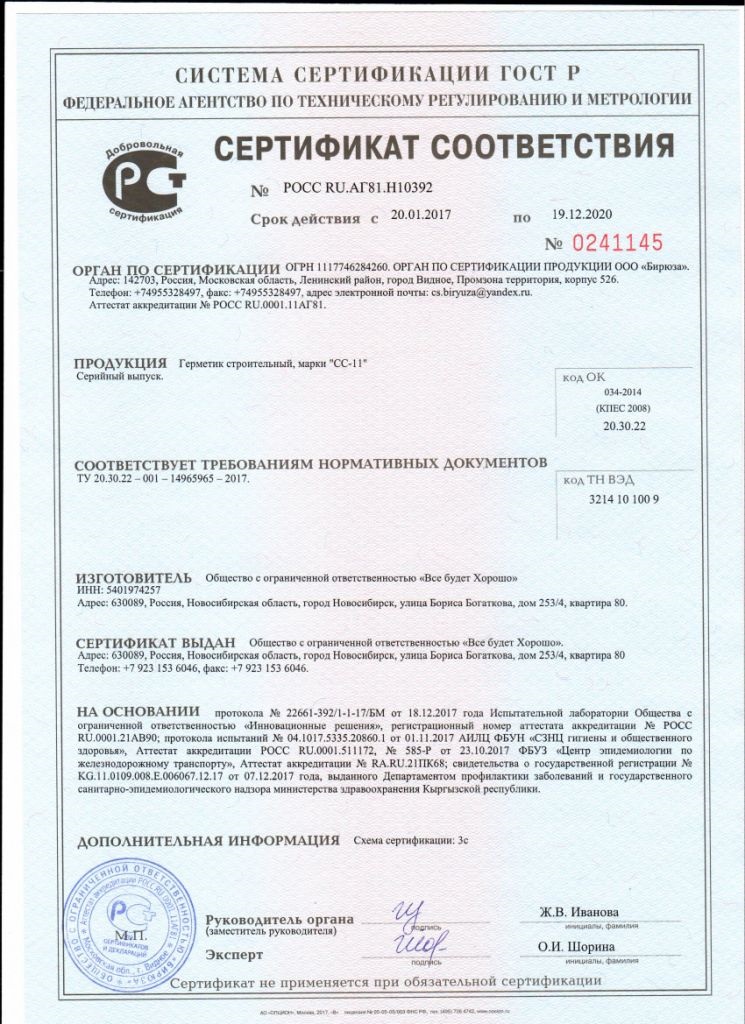 СИСТЕМА СЕРТИФИКАЦИИ ГОСТ Р
ФЕДЕРАЛЬНОЕ АГЕНТСТВО ПО ТЕХНИЧЕСКОМУ РЕГУЛИРОВАНИЮ И МЕТРОЛОГИИ
Добровольная
сертификация
СЕРТИФИКАТ СООТВЕТСТВИЯ
№ РОСС RU.АГ81.Н10392
Срок действия с 20.01.2017 по 19.12.2020
№ 0241145
ОРГАН ПО СЕРТИФИКАЦИИ ОГРН 1117746284260. ОРГАН ПО СЕРТИФИКАЦИИ ПРОДУКЦИИ ООО «Бирюза».
Адрес: 142703, Россия, Московская область, Ленинский район, город Видное, Промзона территория, корпус 526.
Телефон: +74955328497, факс: +74955328497, адрес электронной почты: cs.biryuza@yandex.ru.
Аттестат аккредитации № РОСС RU.0001.11АГ81.
ПРОДУКЦИЯ Герметик строительный, марки "СС-11"
Серийный выпуск.
код ОК
034-2014
(КПЕС 2008)
20.30.22
СООТВЕТСТВУЕТ ТРЕБОВАНИЯМ НОРМАТИВНЫХ ДОКУМЕНТОВ
ТУ 20.30.22 – 001 – 14965965 – 2017.
код ТН ВЭД
3214 10 100 9
ИЗГОТОВИТЕЛЬ Общество с ограниченной ответственностью «Все будет Хорошо»
ИНН: 5401974257
Адрес: 630089, Россия, Новосибирская область, город Новосибирск, улица Бориса Богаткова, дом 253/4, квартира 80.
СЕРТИФИКАТ ВЫДАН Общество с ограниченной ответственностью «Все будет Хорошо».
Адрес: 630089, Россия, Новосибирская область, город Новосибирск, улица Бориса Богаткова, дом 253/4, квартира 80
Телефон: +7 923 153 6046, факс: +7 923 153 6046.
НА ОСНОВАНИИ протокола № 22661-392/1-1-17/БМ от 18.12.2017 года Испытательной лаборатории Общества с
ограниченной ответственностью «Инновационные решения», регистрационный номер аттестата аккредитации № РОСС
RU.0001.21АВ90; протокола испытаний № 04.1017.5335.20860.1 от 01.11.2017 АИЛЦ ФБУН «СЗНЦ гигиены и общественного
здоровья», Аттестат аккредитации РОСС RU.0001.511172, № 585-Р от 23.10.2017 ФБУЗ «Центр эпидемиологии по
железнодорожному транспорту», Аттестат аккредитации № RA.RU.21ПК68; свидетельства о государственной регистрации №
KG.11.0109.008.E.006067.12.17 от 07.12.2017 года, выданного Департаментом профилактики заболеваний и государственного
санитарно-эпидемиологического надзора министерства здравоохранения Кыргызской республики.
ДОПОЛНИТЕЛЬНАЯ ИНФОРМАЦИЯ Схема сертификации: 3с
ОБЩЕСТВО С ОГРАНИЧЕННОЙ ОТВЕТСТВЕННОСТЬЮ «БИРЮЗА»
Аттестат аккредитации РОСС RU.0001.11АГ81
Московская обл., г. Видное
СЕРТИФИКАТОВ
И ДЕКЛАРАЦИЙ
М.П.
Руководитель органа
(заместитель руководителя)
подпись
Ж.В. Иванова
инициалы, фамилия
Эксперт
подпись
О.И. Шорина
инициалы, фамилия
Сертификат не применяется при обязательной сертификации